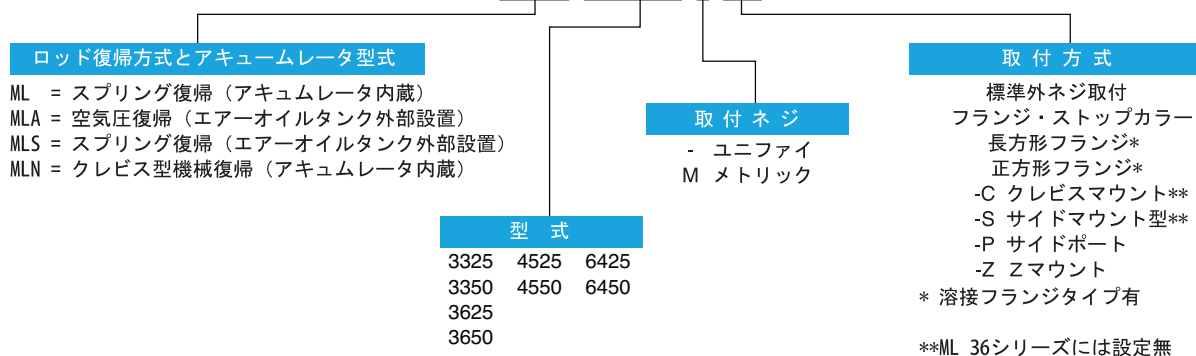 ロッド復帰方式とアキュームレータ型式
ML = スプリング復帰（アキュムレータ内蔵）
MLA = 空気圧復帰（エアーオイルタンク外部設置）
MLS = スプリング復帰（エアーオイルタンク外部設置）
MLN = クレビス型機械復帰（アキュムレータ内蔵）
型 式
3325 4525 6425
3350 4550 6450
3625
3650
取 付 ネ ジ
- ユニファイ
M メトリック
取 付 方 式
標準外ネジ取付
フランジ・ストップカラー
長方形フランジ*
正方形フランジ*
-C クレビスマウント**
-S サイドマウント型**
-P サイドポート
-Z Zマウント
* 溶接フランジタイプ有
**ML 36シリーズには設定無